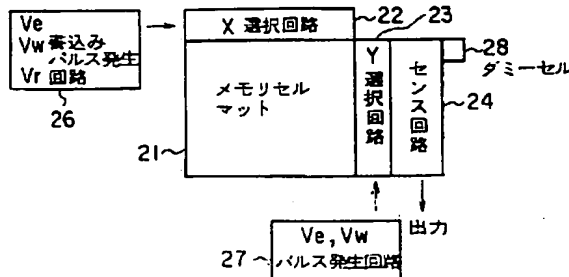 Ve
Vw 書込み
パルス発生
Vr 回路
26
X 選択回路
22
23
メモリセル
マット
21
Y選択回路
センス回路
28
ダミーセル
24
出力
Ve, Vw
パルス発生回路
27